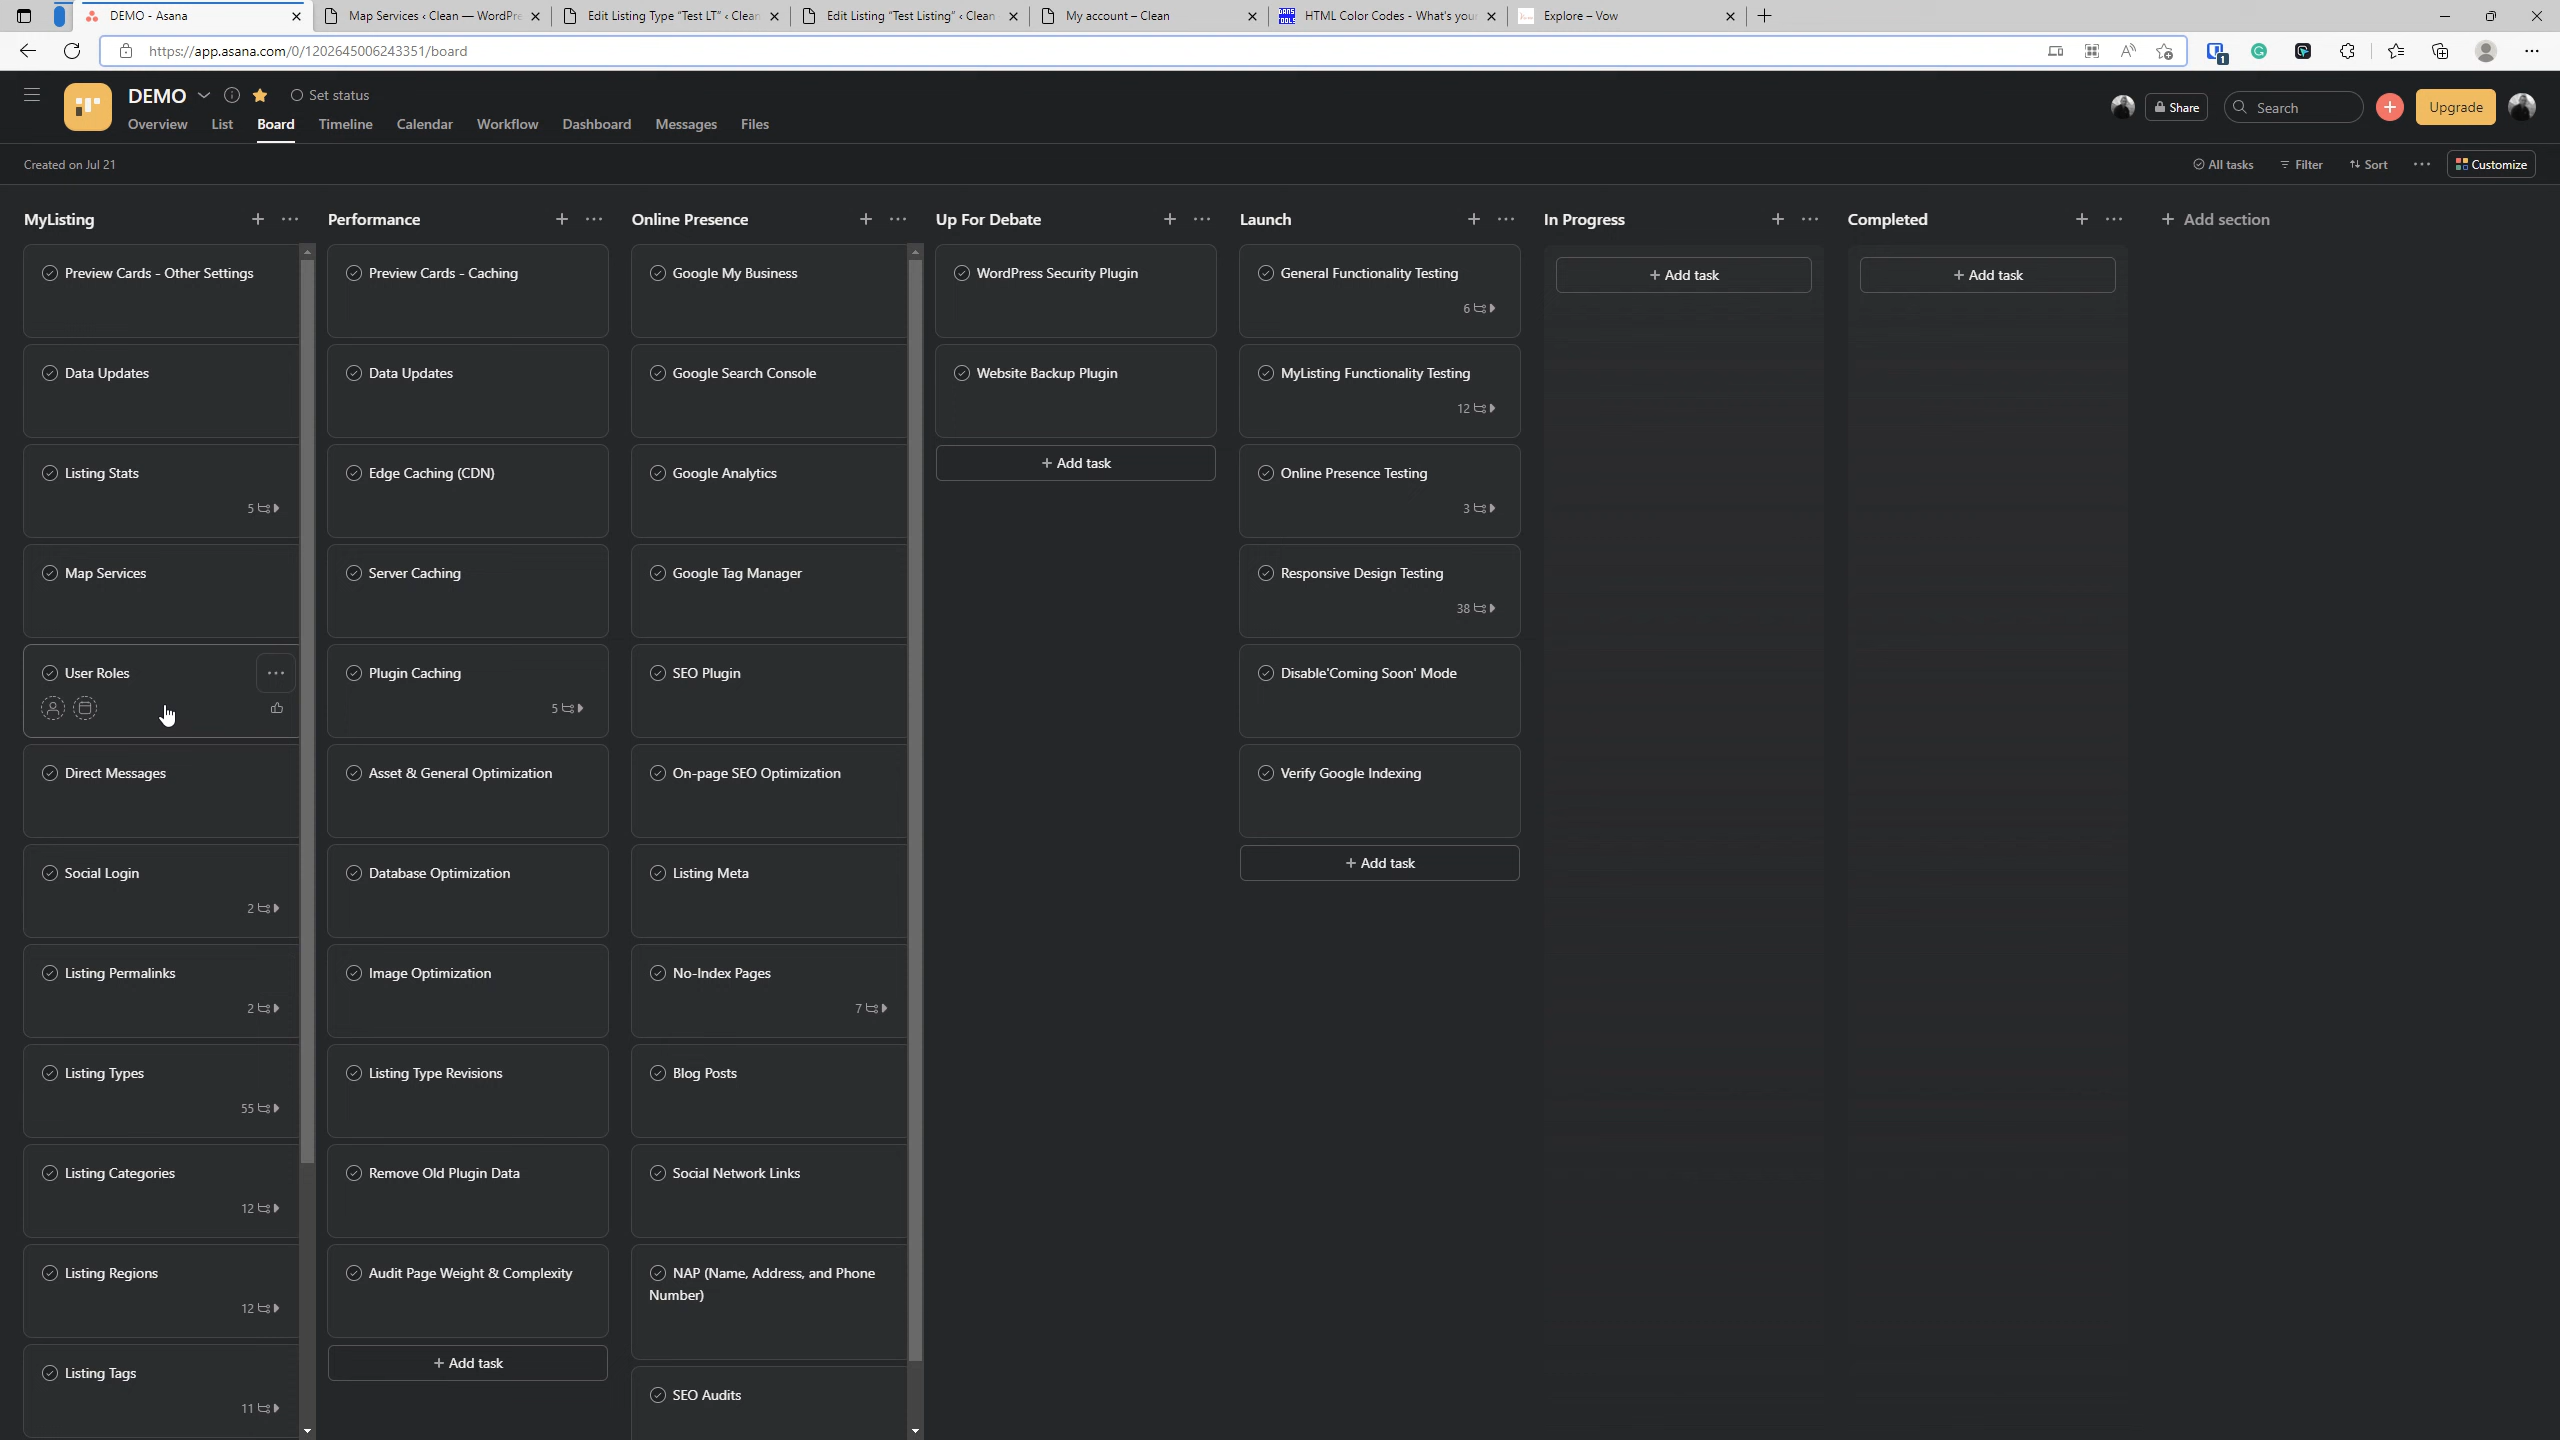 DEMO - Asana
Map Services ‹ Clean — WordPre
Edit Listing Type “Test LT” ‹ Clean
Edit Listing “Test Listing” ‹ Clean
My account – Clean
HTML Color Codes - What's your
Explore – Vow
https://app.asana.com/0/1202645006243351/board
1
DEMO
Set status
Overview List Board Timeline Calendar Workflow Dashboard Messages Files
Share
Search
Upgrade
Created on Jul 21
All tasks
Filter
Sort
Customize
MyListing
Preview Cards - Other Settings
Data Updates
Listing Stats
5
Map Services
User Roles
Direct Messages
Social Login
2
Listing Permalinks
2
Listing Types
55
Listing Categories
12
Listing Regions
12
Listing Tags
11
Performance
Preview Cards - Caching
Data Updates
Edge Caching (CDN)
Server Caching
Plugin Caching
5
Asset & General Optimization
Database Optimization
Image Optimization
Listing Type Revisions
Remove Old Plugin Data
Audit Page Weight & Complexity
+ Add task
Online Presence
Google My Business
Google Search Console
Google Analytics
Google Tag Manager
SEO Plugin
On-page SEO Optimization
Listing Meta
No-Index Pages
7
Blog Posts
Social Network Links
NAP (Name, Address, and Phone
Number)
SEO Audits
Up For Debate
WordPress Security Plugin
Website Backup Plugin
+ Add task
Launch
General Functionality Testing
6
MyListing Functionality Testing
12
Online Presence Testing
3
Responsive Design Testing
38
Disable'Coming Soon' Mode
Verify Google Indexing
+ Add task
In Progress
+ Add task
Completed
+ Add task
+ Add section